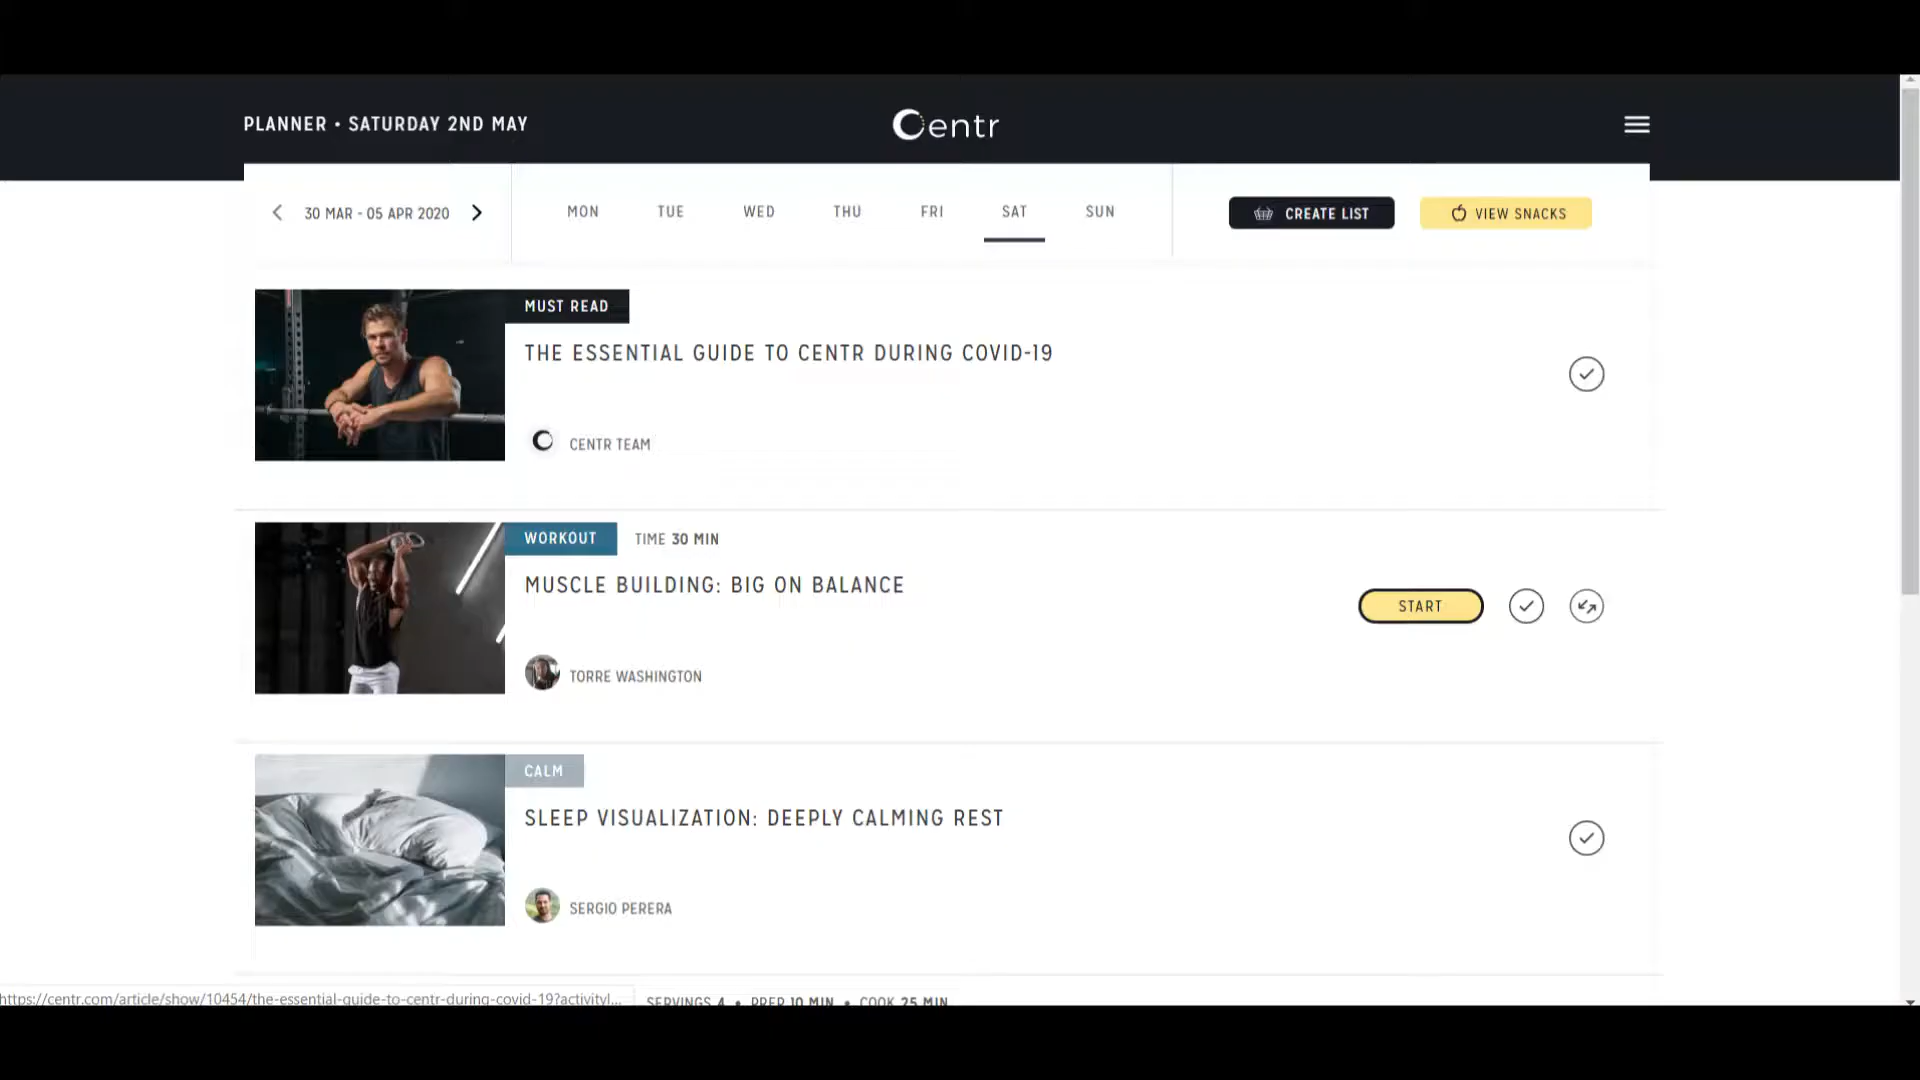 PLANNER • SATURDAY 2ND MAY
Centr
30 MAR - 05 APR 2020
MON TUE WED THU FRI SAT SUN
CREATE LIST
VIEW SNACKS
MUST READ
THE ESSENTIAL GUIDE TO CENTR DURING COVID-19
CENTR TEAM
WORKOUT TIME 30 MIN
MUSCLE BUILDING: BIG ON BALANCE
START
TORRE WASHINGTON
CALM
SLEEP VISUALIZATION: DEEPLY CALMING REST
SERGIO PERERA
https://centr.com/article/show/10454/the-essential-guide-to-centr-during-covid-19?activityI...
SERVINGS 4 • PREP 10 MIN • COOK 25 MIN